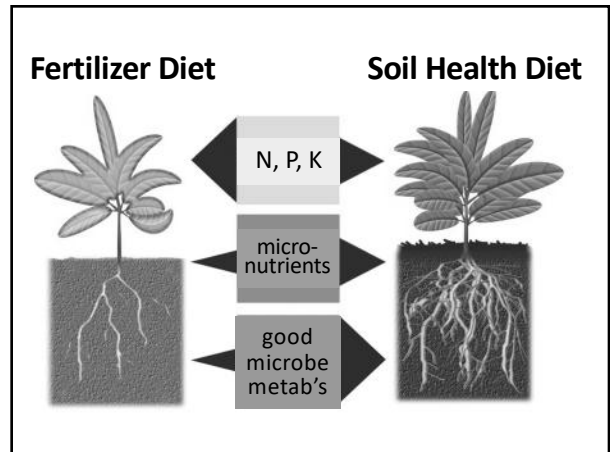 Fertilizer Diet
Soil Health Diet
N, P, K
micro-
nutrients
good
microbe
metab's